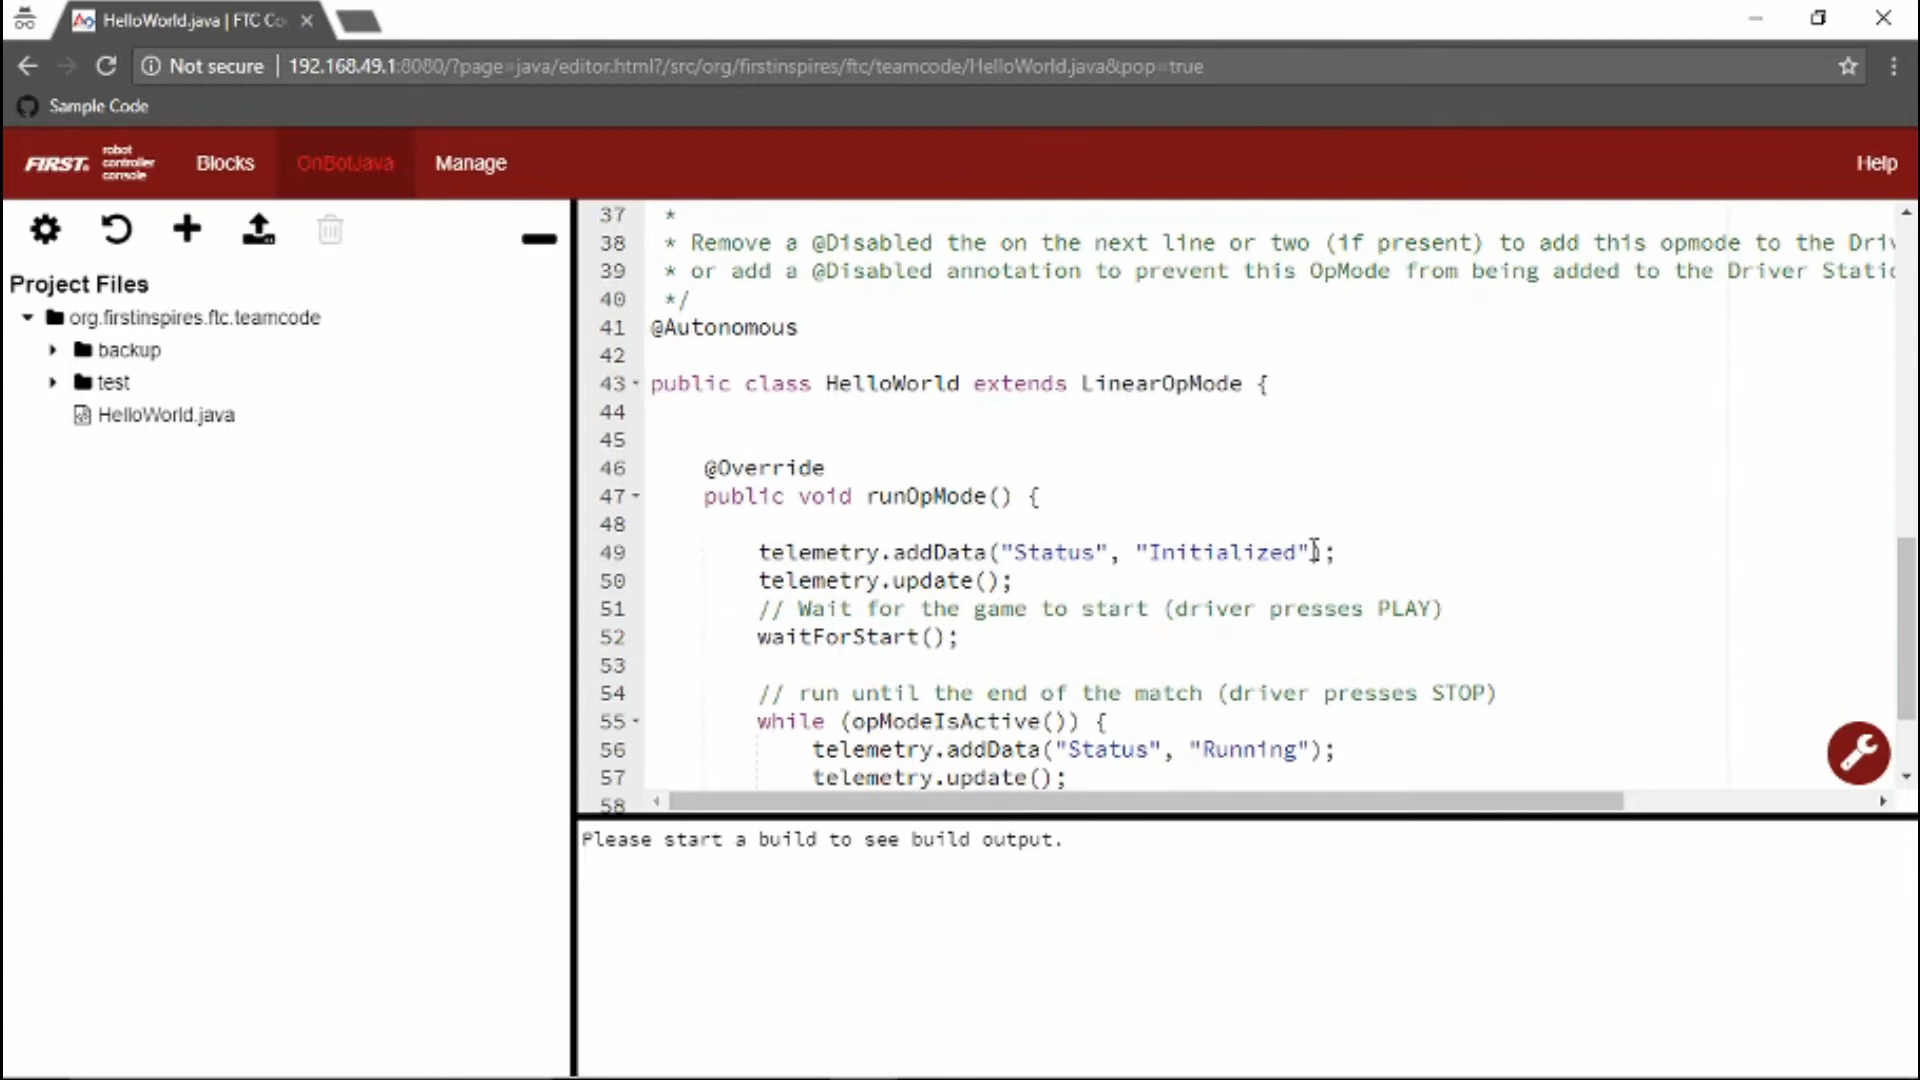 HelloWorld.java | FTC Co
Not secure | 192.168.49.1:8080/?page=java/editor.html?/src/org/firstinspires/ftc/teamcode/HelloWorld.java&pop=true
Sample Code
FIRST. robot controller console
Blocks
OnBotJava
Manage
Help
Project Files
org.firstinspires.ftc.teamcode
backup
test
HelloWorld.java
37 *
38 * Remove a @Disabled the on the next line or two (if present) to add this opmode to the Driv
39 * or add a @Disabled annotation to prevent this OpMode from being added to the Driver Static
40 */
41 @Autonomous
42
43 public class HelloWorld extends LinearOpMode {
44
45
46 @Override
47 public void runOpMode() {
48
49 telemetry.addData("Status", "Initialized");
50 telemetry.update();
51 // Wait for the game to start (driver presses PLAY)
52 waitForStart();
53
54 // run until the end of the match (driver presses STOP)
55 while (opModeIsActive()) {
56 telemetry.addData("Status", "Running");
57 telemetry.update();
58
Please start a build to see build output.